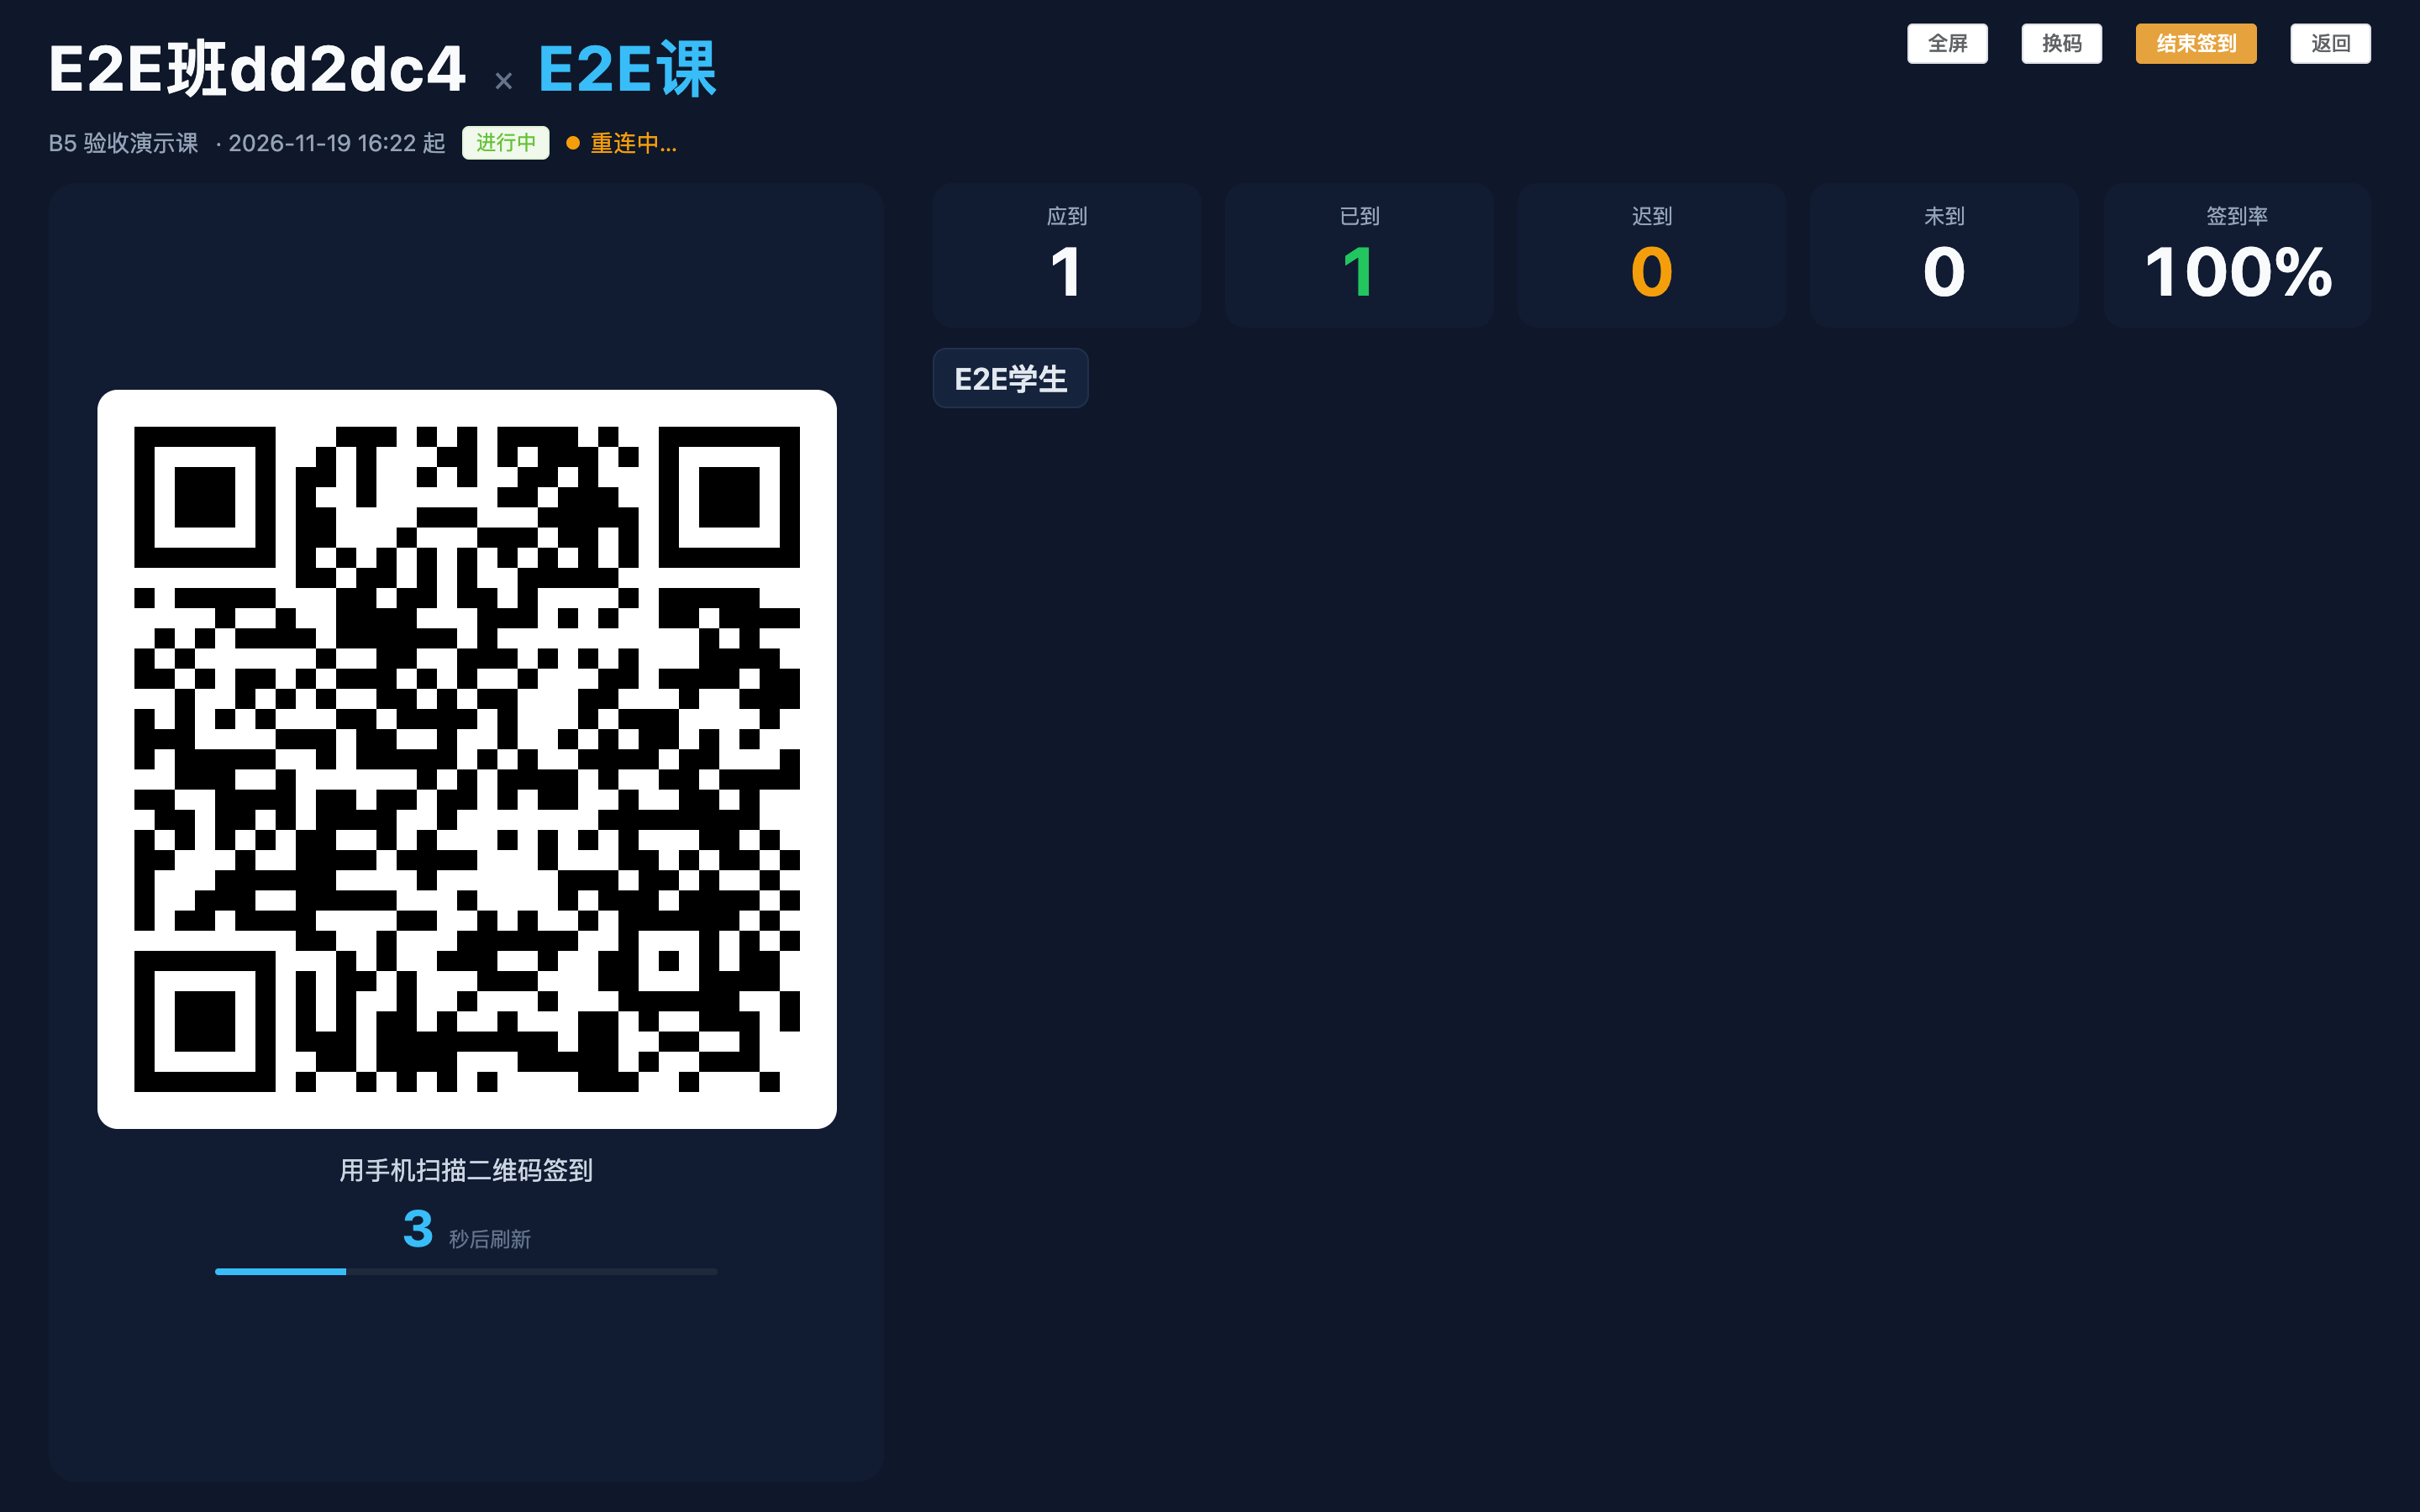 E2E班dd2dc4 × E2E课
全屏 换码 结束签到 返回
B5 验收演示课 · 2026-11-19 16:22 起 进行中 重连中...
应到 已到 迟到 未到 签到率
1 1 0 0 100%
E2E学生
用手机扫描二维码签到
3 秒后刷新